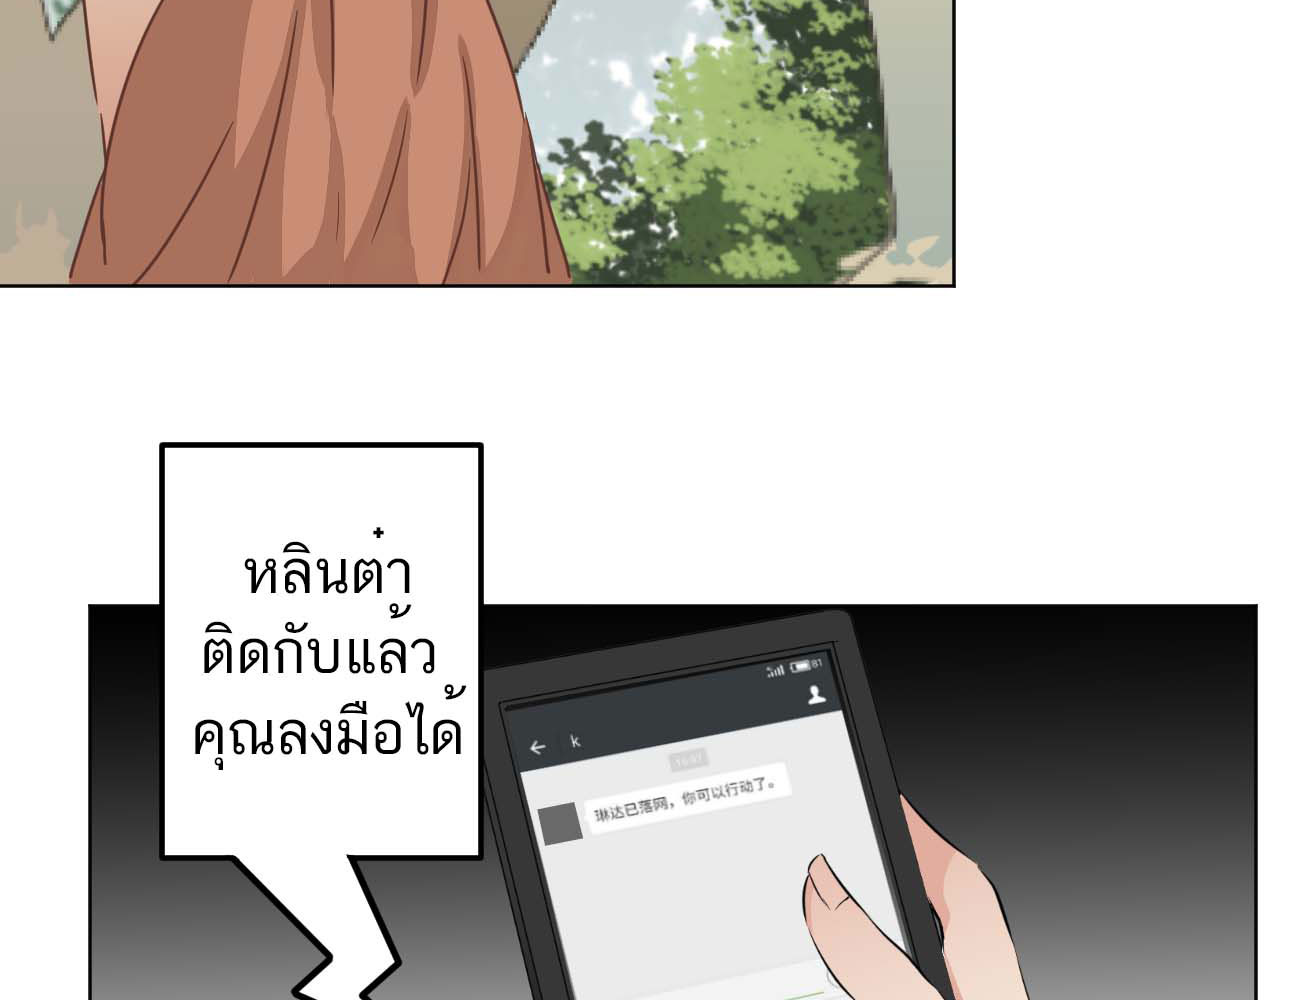 หลินต๋า
ติดกับแล้ว
คุณลงมือได้
81
k
琳达已落网，你可以行动了。